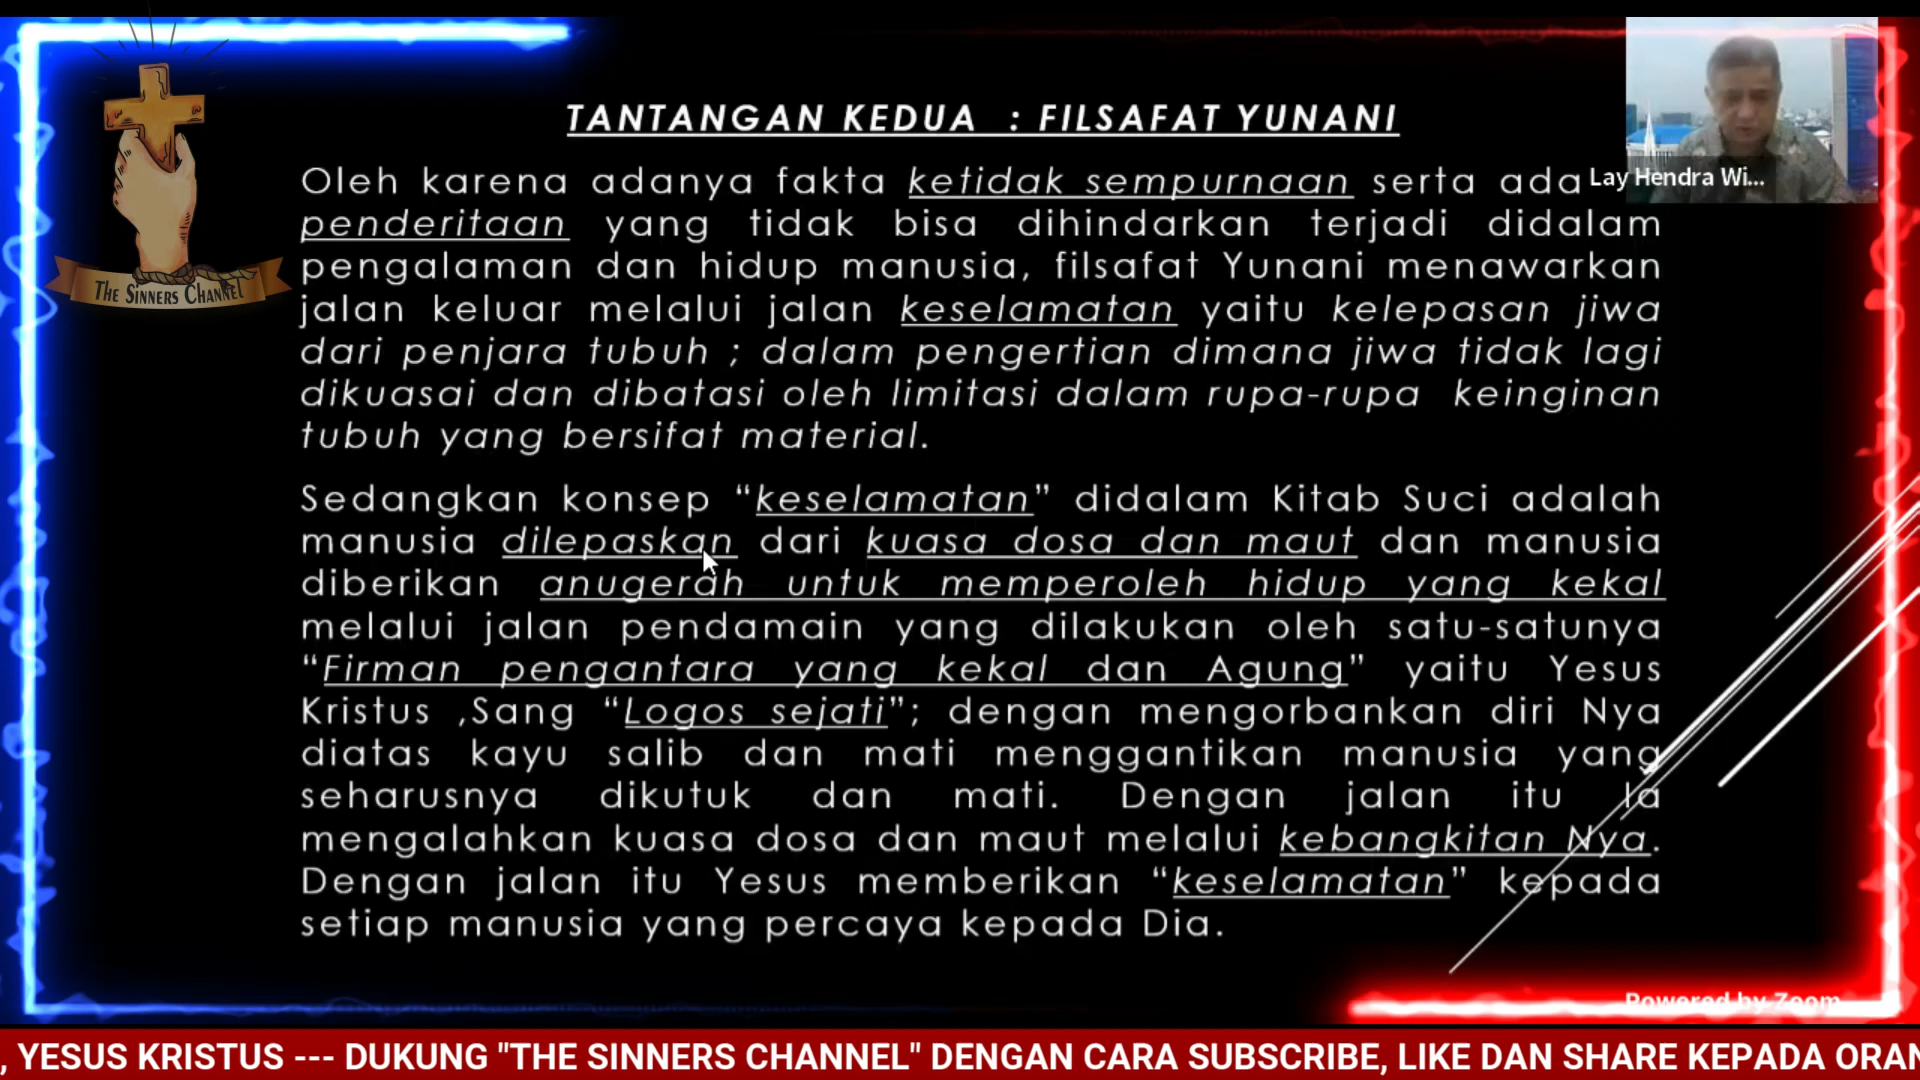 TANTANGAN KEDUA : FILSAFAT YUNANI
Oleh karena adanya fakta ketidak sempurnaan serta ada
Lay Hendra Wi...
penderitaan yang tidak bisa dihindarkan terjadi didalam
pengalaman dan hidup manusia, filsafat Yunani menawarkan
THE SINNERS CHANNEL
jalan keluar melalui jalan keselamatan yaitu kelepasan jiwa
dari penjara tubuh ; dalam pengertian dimana jiwa tidak lagi
dikuasai dan dibatasi oleh limitasi dalam rupa-rupa keinginan
tubuh yang bersifat material.
Sedangkan konsep “keselamatan” didalam Kitab Suci adalah
manusia dilepaskan dari kuasa dosa dan maut dan manusia
diberikan anugerah untuk memperoleh hidup yang kekal
melalui jalan pendamain yang dilakukan oleh satu-satunya
“Firman pengantara yang kekal dan Agung” yaitu Yesus
Kristus ,Sang “Logos sejati”; dengan mengorbankan diri Nya
diatas kayu salib dan mati menggantikan manusia yang
seharusnya dikutuk dan mati. Dengan jalan itu Ia
mengalahkan kuasa dosa dan maut melalui kebangkitan Nya.
Dengan jalan itu Yesus memberikan “keselamatan” kepada
setiap manusia yang percaya kepada Dia.
Powered by Zoom
, YESUS KRISTUS --- DUKUNG "THE SINNERS CHANNEL" DENGAN CARA SUBSCRIBE, LIKE DAN SHARE KEPADA ORAN